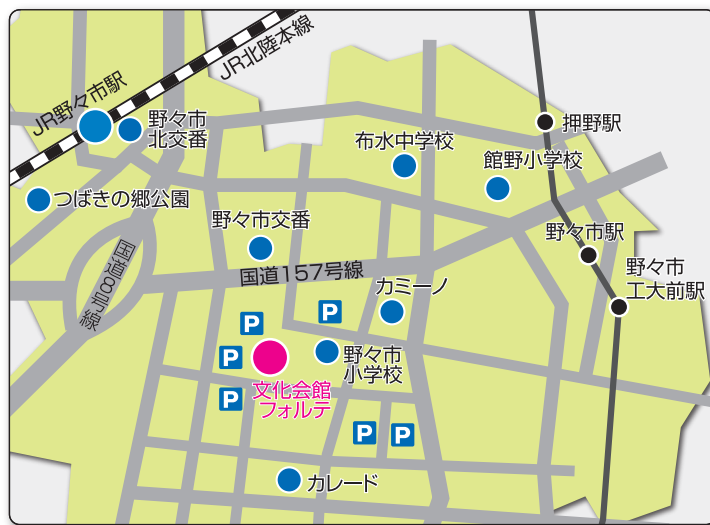 JR北陸本線
JR野々市駅
野々市
北交番
布水中学校
押野駅
館野小学校
つばきの郷公園
野々市交番
野々市駅
国道8号線
国道157号線
野々市
工大前駅
カミーノ
P
P
P
野々市
小学校
文化会館
フォルテ
P
P
P
カレード